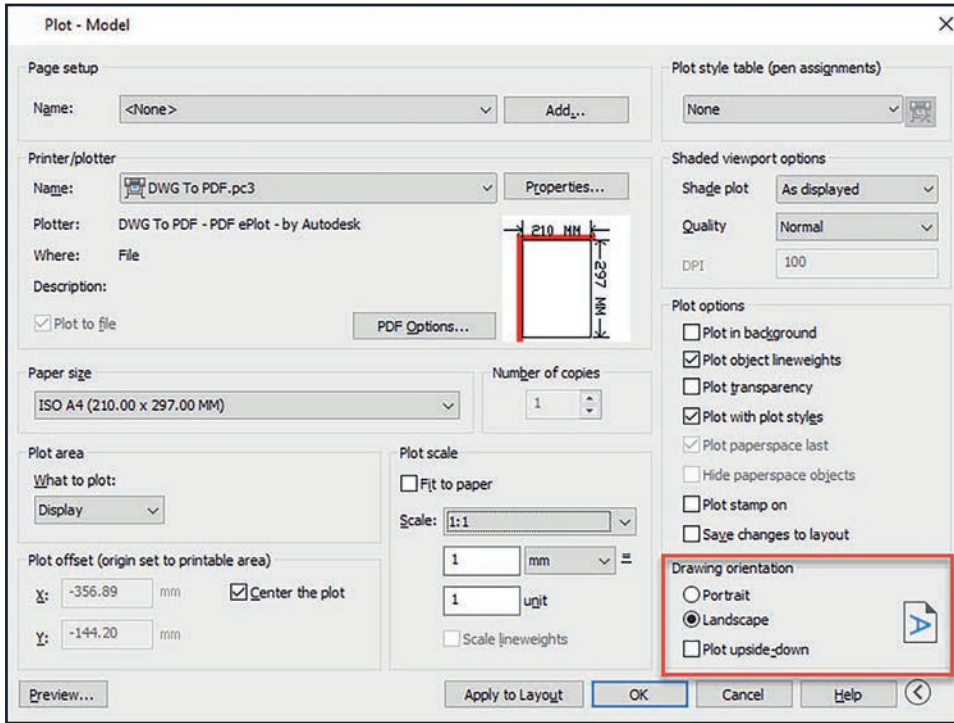 Plot - Model
Page setup
Name:
<None>
Add...
Plot style table (pen assignments)
None
Printer/plotter
Name:
DWG To PDF.pc3
Properties...
Plotter:
DWG To PDF - PDF ePlot - by Autodesk
Where:
File
Description:
Plot to file
PDF Options...
210 MM
297 MM
Shaded viewport options
Shade plot
As displayed
Quality
Normal
DPI
100
Paper size
ISO A4 (210.00 x 297.00 MM)
Number of copies
1
Plot options
Plot in background
Plot object lineweights
Plot transparency
Plot with plot styles
Plot paperspace last
Hide paperspace objects
Plot stamp on
Save changes to layout
Plot area
What to plot:
Display
Plot scale
Fit to paper
Scale:
1:1
1
mm
=
1
unit
Scale lineweights
Plot offset (origin set to printable area)
X:
-356.89
mm
Center the plot
Y:
-144.20
mm
Drawing orientation
Portrait
Landscape
Plot upside-down
A
Preview...
Apply to Layout
OK
Cancel
Help